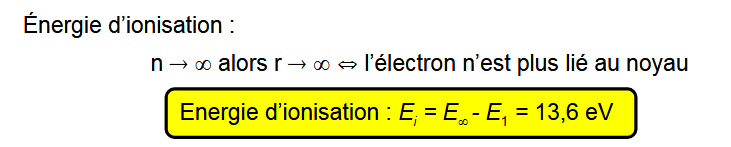 Énergie d’ionisation :
n → ∞ alors r → ∞ ⇔ l’électron n’est plus lié au noyau
Energie d’ionisation : Eᵢ = E∞ - E₁ = 13,6 eV